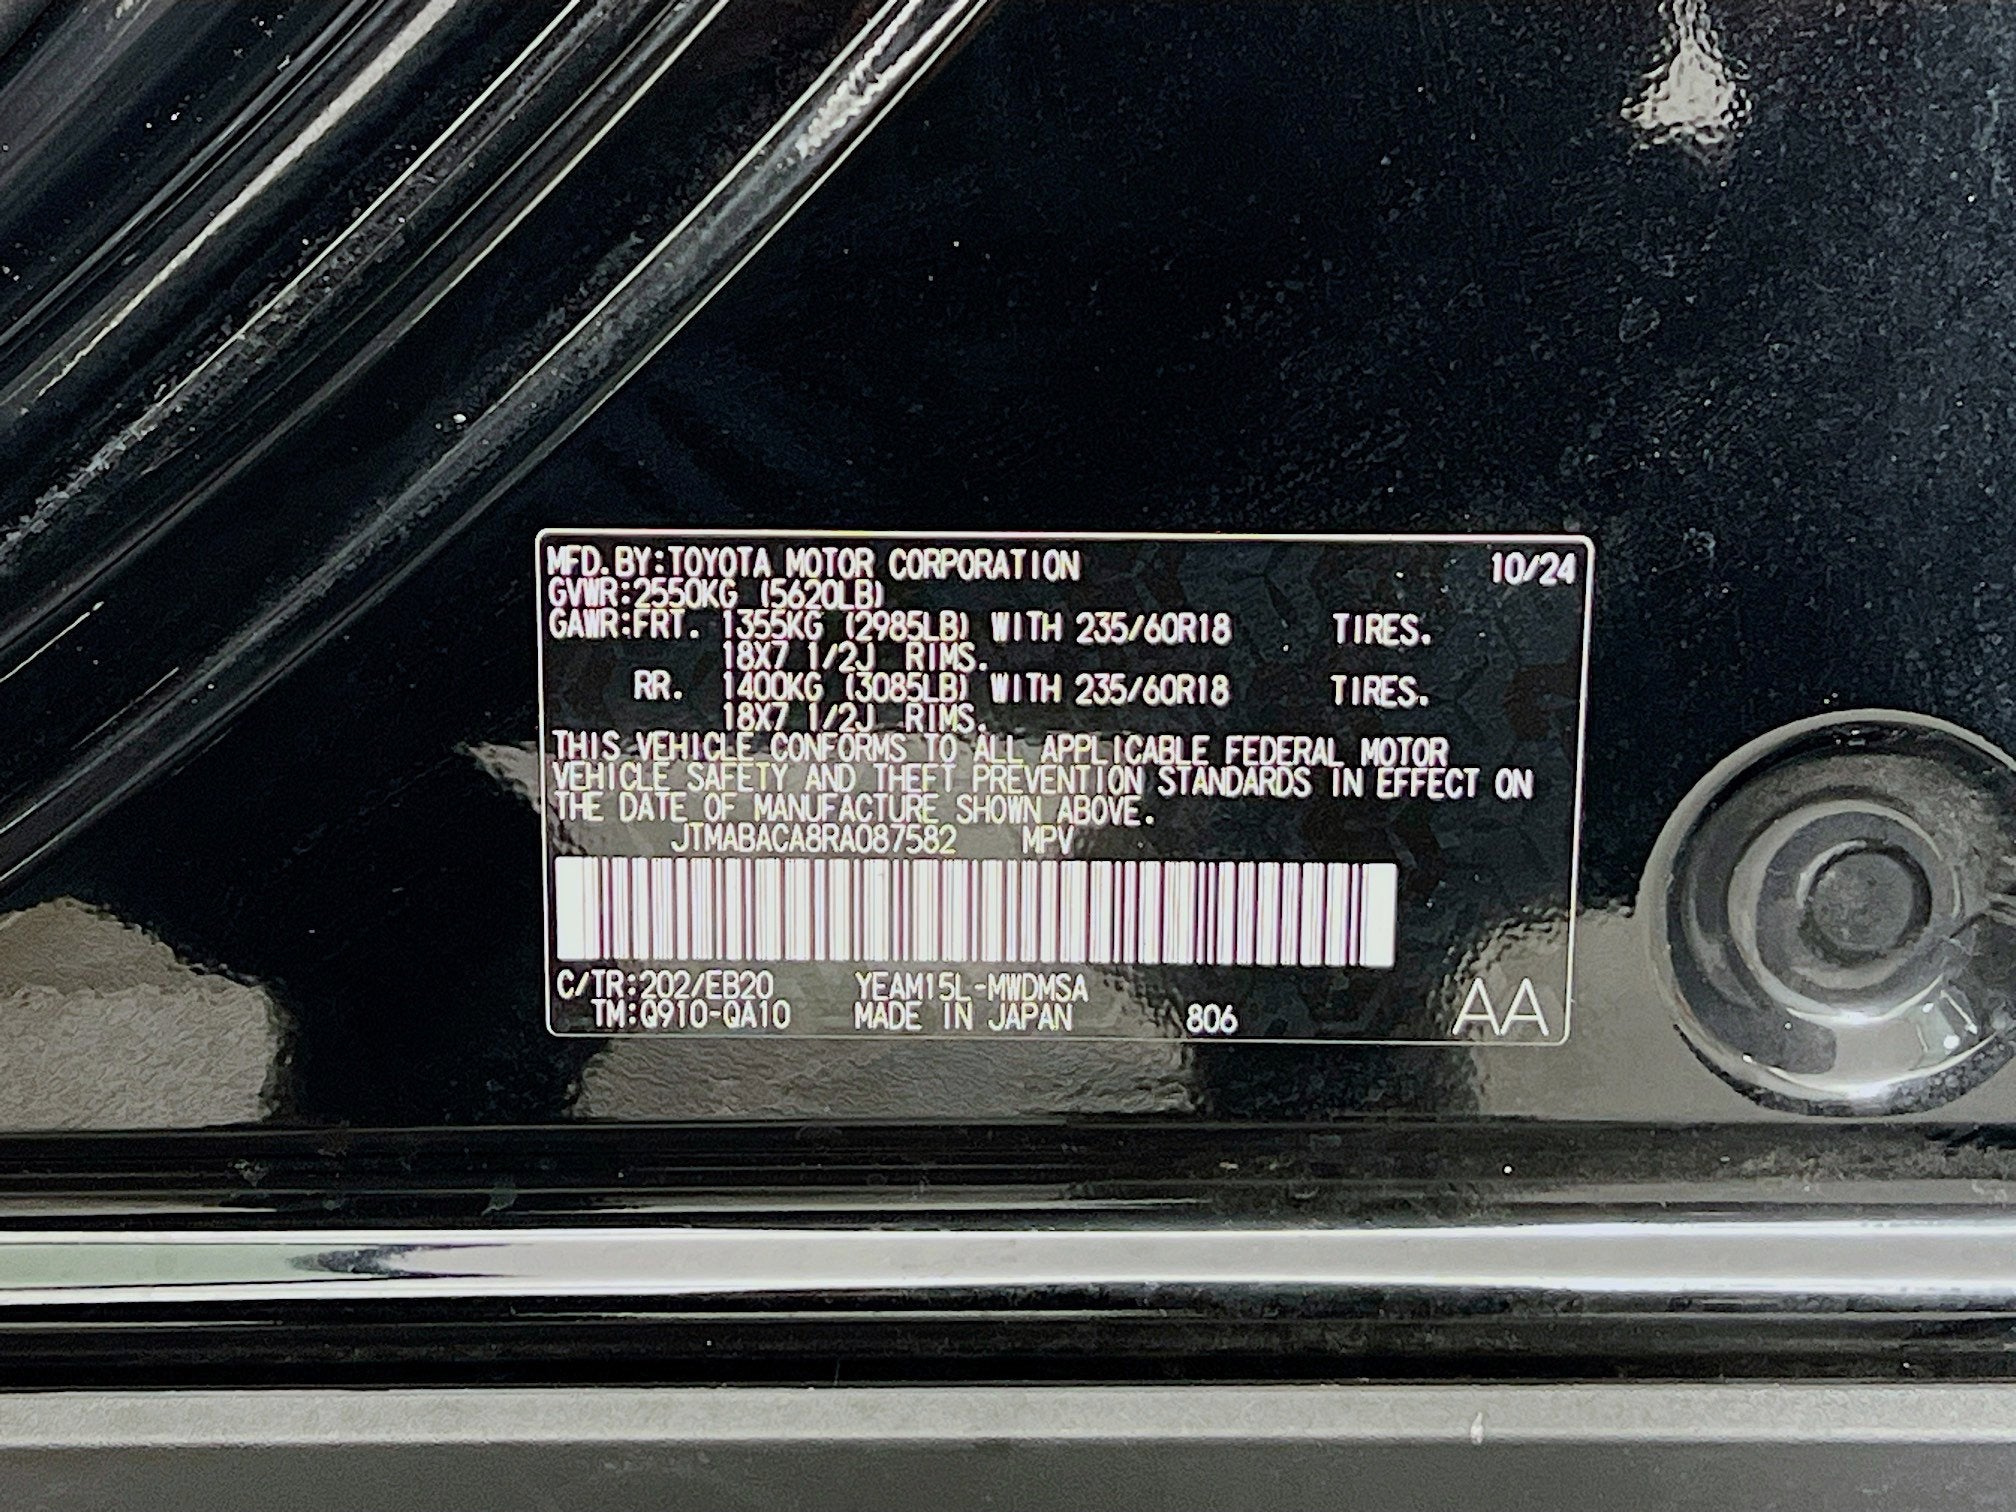 MFD.BY:TOYOTA MOTOR CORPORATION 10/24
GVWR:2550KG (5620LB)
GAWR:FRT. 1355KG (2985LB) WITH 235/60R18 TIRES.
18X7 1/2J RIMS.
RR. 1400KG (3085LB) WITH 235/60R18 TIRES.
18X7 1/2J RIMS.
THIS VEHICLE CONFORMS TO ALL APPLICABLE FEDERAL MOTOR
VEHICLE SAFETY AND THEFT PREVENTION STANDARDS IN EFFECT ON
THE DATE OF MANUFACTURE SHOWN ABOVE.
JTMABACA8RA087582 MPV
C/TR:202/EB20 YEAM15L-MWDMSA
TM:Q910-QA10 MADE IN JAPAN 806 AA